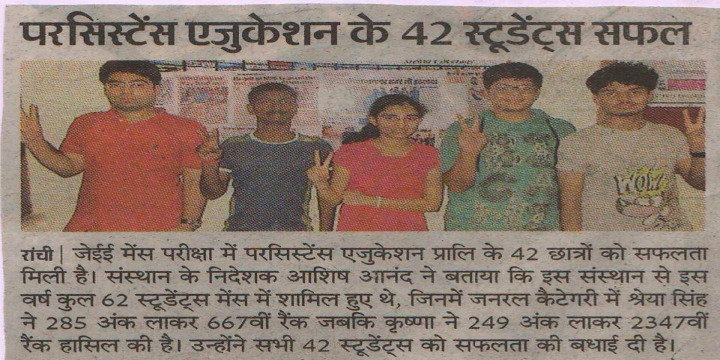 परसिस्टेंस एजुकेशन के 42 स्टूडेंट्स सफल
WOW
रांची | जेईई मेंस परीक्षा में परसिस्टेंस एजुकेशन प्रालि के 42 छात्रों को सफलता
मिली है। संस्थान के निदेशक आशिष आनंद ने बताया कि इस संस्थान से इस
वर्ष कुल 62 स्टूडेंट्स मेंस में शामिल हुए थे, जिनमें जनरल कैटेगरी में श्रेया सिंह
ने 285 अंक लाकर 667वीं रैंक जबकि कृष्णा ने 249 अंक लाकर 2347वीं
रैंक हासिल की है। उन्होंने सभी 42 स्टूडेंट्स को सफलता की बधाई दी है।